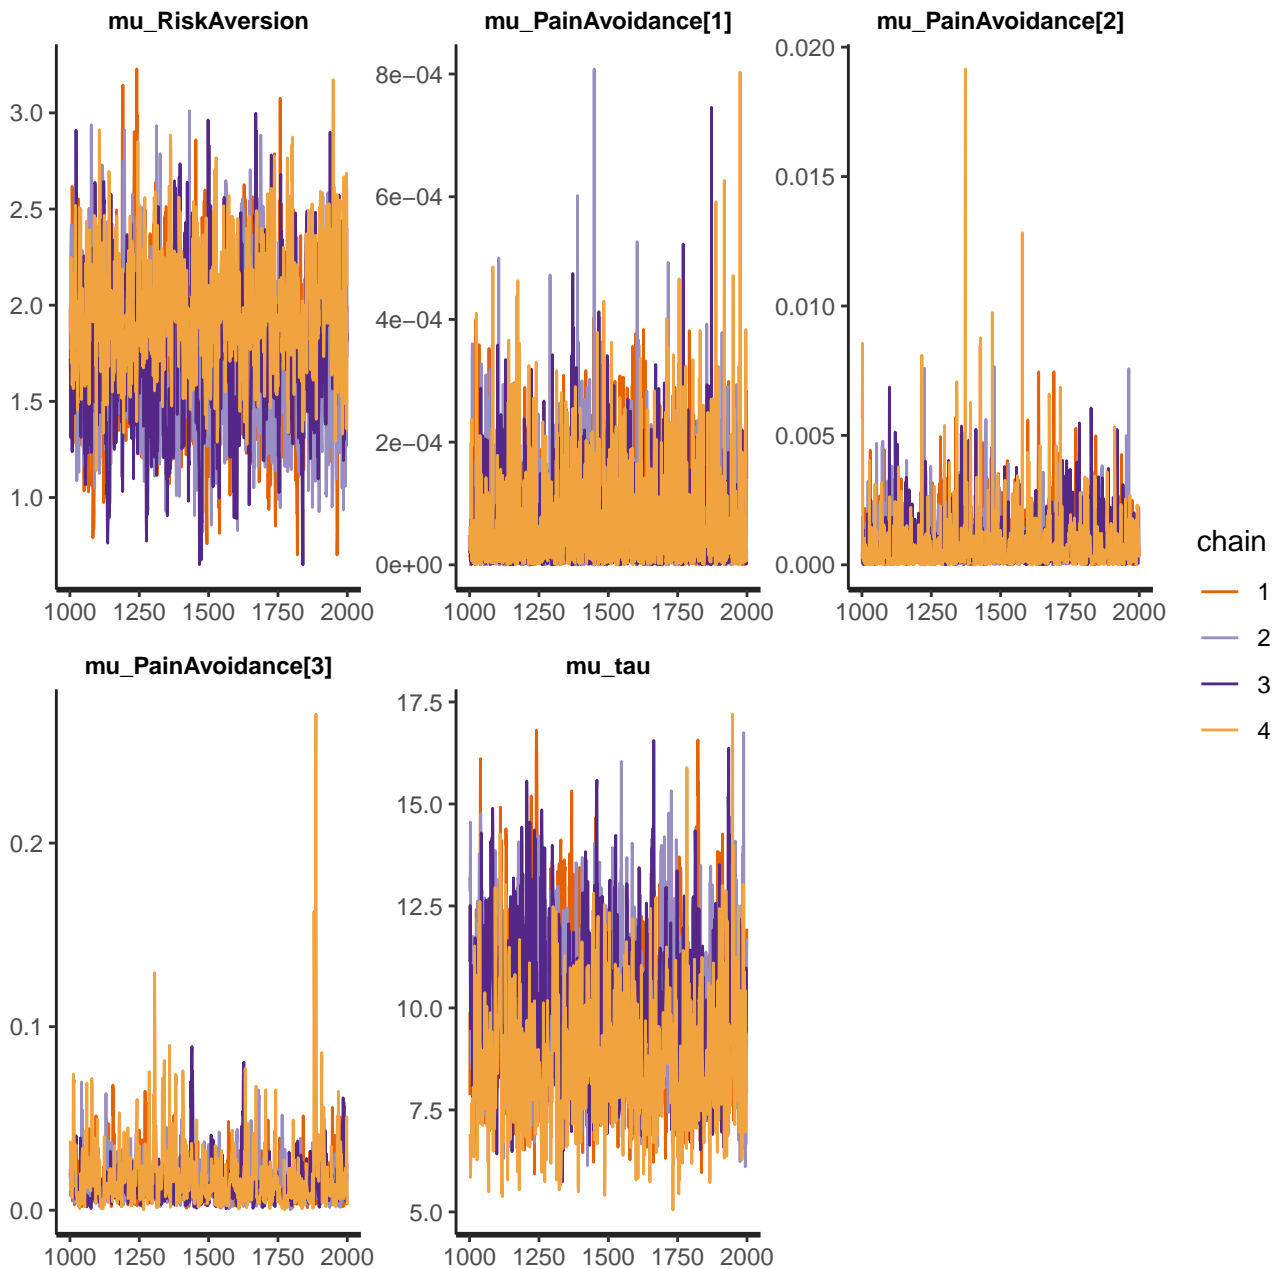 mu_RiskAversion
mu_PainAvoidance[1]
mu_PainAvoidance[2]
3.0
2.5
2.0
1.5
1.0
1000 1250 1500 1750 2000
8e−04
6e−04
4e−04
2e−04
0e+00
1000 1250 1500 1750 2000
0.020
0.015
0.010
0.005
0.000
1000 1250 1500 1750 2000
mu_PainAvoidance[3]
mu_tau
0.2
0.1
0.0
1000 1250 1500 1750 2000
17.5
15.0
12.5
10.0
7.5
5.0
1000 1250 1500 1750 2000
chain
1
2
3
4